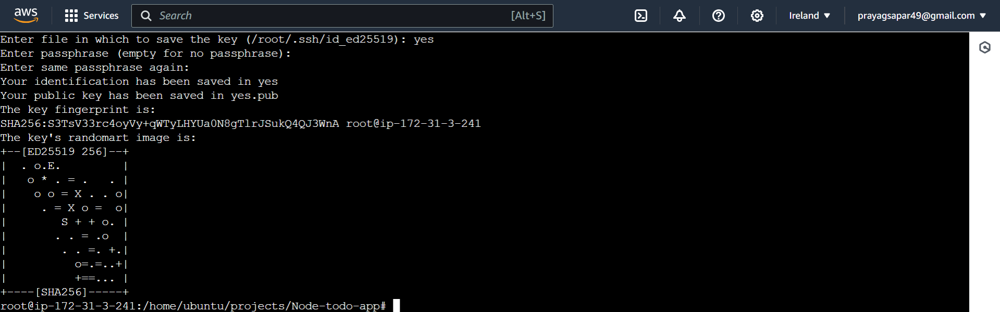 aws Services Search [Alt+S] Ireland ▼ prayagsapar49@gmail.com ▼
Enter file in which to save the key (/root/.ssh/id_ed25519): yes
Enter passphrase (empty for no passphrase):
Enter same passphrase again:
Your identification has been saved in yes
Your public key has been saved in yes.pub
The key fingerprint is:
SHA256:S3TsV33rc4oyVy+qWTyLHYUa0N8gTlrJSukQ4QJ3WnA root@ip-172-31-3-241
The key's randomart image is:
+--[ED25519 256]--+
|  . o.E.         |
|   o * . = .   . |
|    o o = X . . o|
|     . = X o =  o|
|        S + + o. |
|       . . = .o  |
|        . . =. +.|
|          o=.=..+|
|          +==... |
+----[SHA256]-----+
root@ip-172-31-3-241:/home/ubuntu/projects/Node-todo-app#